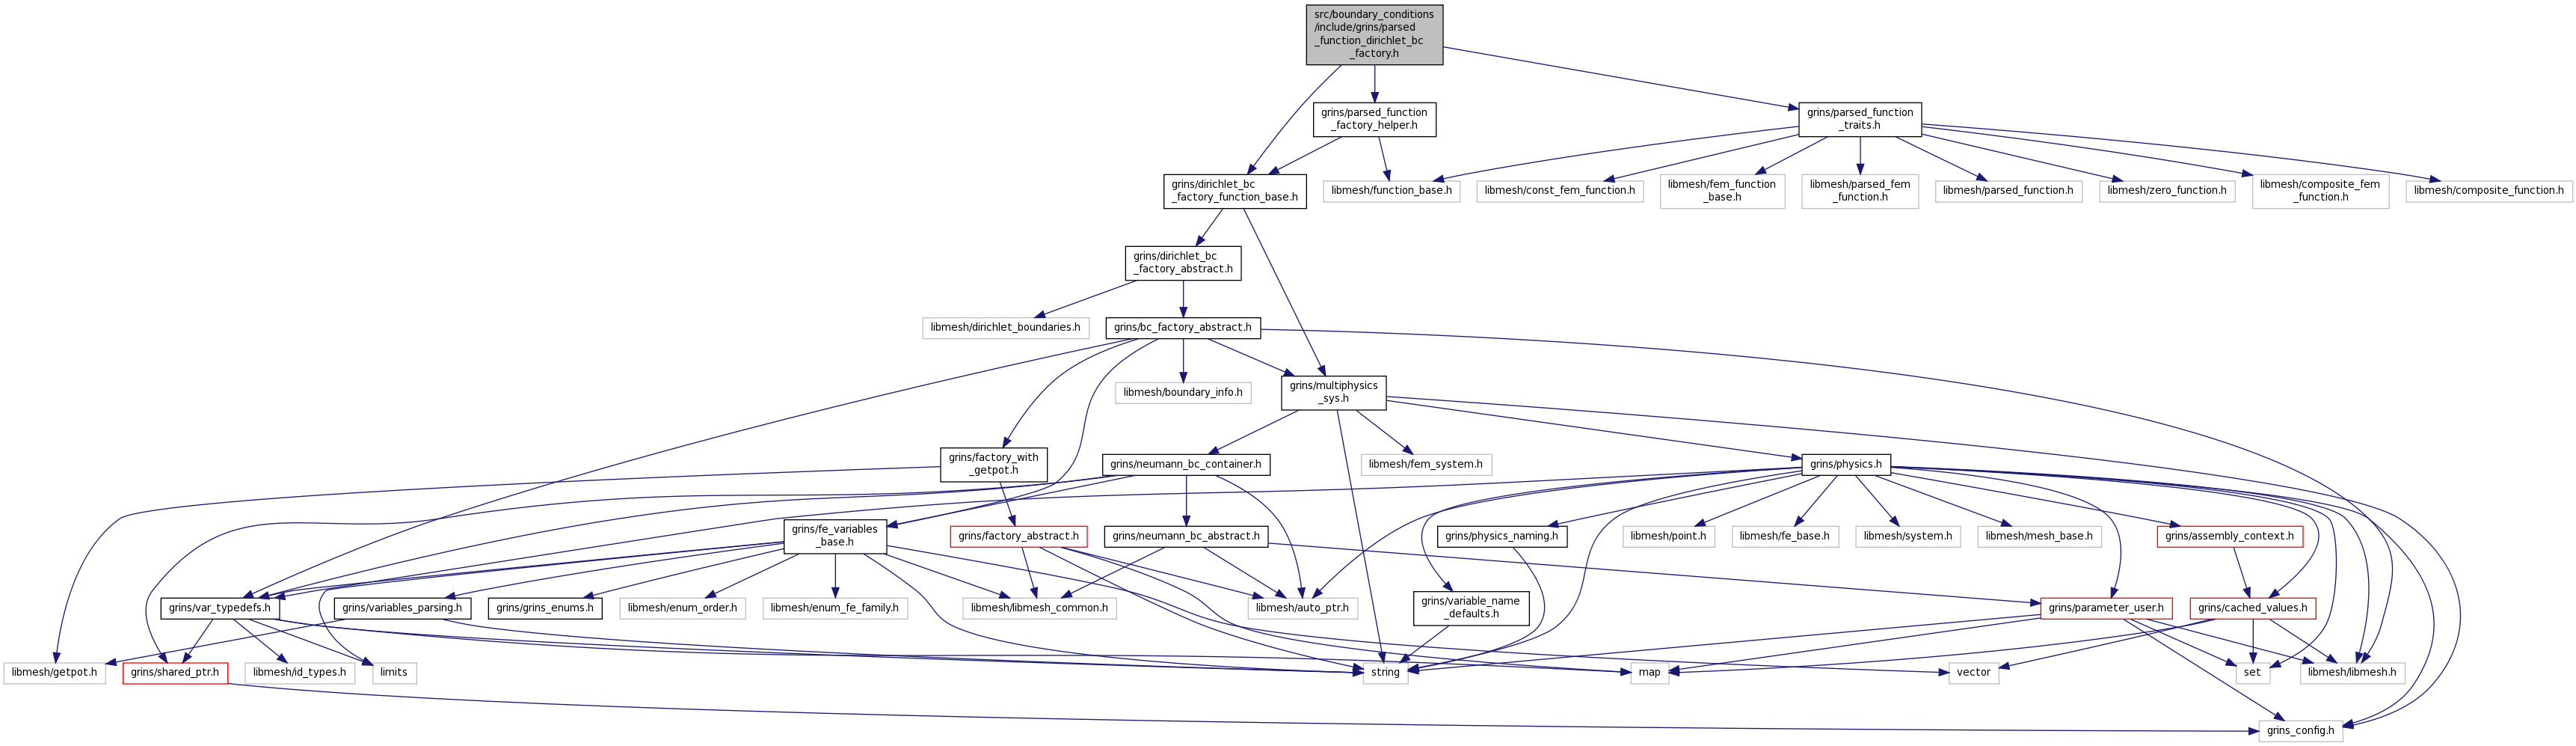 src/boundary_conditions
/include/grins/parsed
_function_dirichlet_bc
_factory.h
grins/parsed_function
_factory_helper.h
grins/parsed_function
_traits.h
grins/dirichlet_bc
_factory_function_base.h
libmesh/function_base.h
libmesh/const_fem_function.h
libmesh/fem_function
_base.h
libmesh/parsed_fem
_function.h
libmesh/parsed_function.h
libmesh/zero_function.h
libmesh/composite_fem
_function.h
libmesh/composite_function.h
grins/dirichlet_bc
_factory_abstract.h
libmesh/dirichlet_boundaries.h
grins/bc_factory_abstract.h
libmesh/boundary_info.h
grins/multiphysics
_sys.h
grins/factory_with
_getpot.h
grins/neumann_bc_container.h
libmesh/fem_system.h
grins/physics.h
grins/fe_variables
_base.h
grins/factory_abstract.h
grins/neumann_bc_abstract.h
grins/physics_naming.h
libmesh/point.h
libmesh/fe_base.h
libmesh/system.h
libmesh/mesh_base.h
grins/assembly_context.h
grins/var_typedefs.h
grins/variables_parsing.h
grins/grins_enums.h
libmesh/enum_order.h
libmesh/enum_fe_family.h
libmesh/libmesh_common.h
libmesh/auto_ptr.h
grins/variable_name
_defaults.h
grins/parameter_user.h
grins/cached_values.h
libmesh/getpot.h
grins/shared_ptr.h
libmesh/id_types.h
limits
string
map
vector
set
libmesh/libmesh.h
grins_config.h